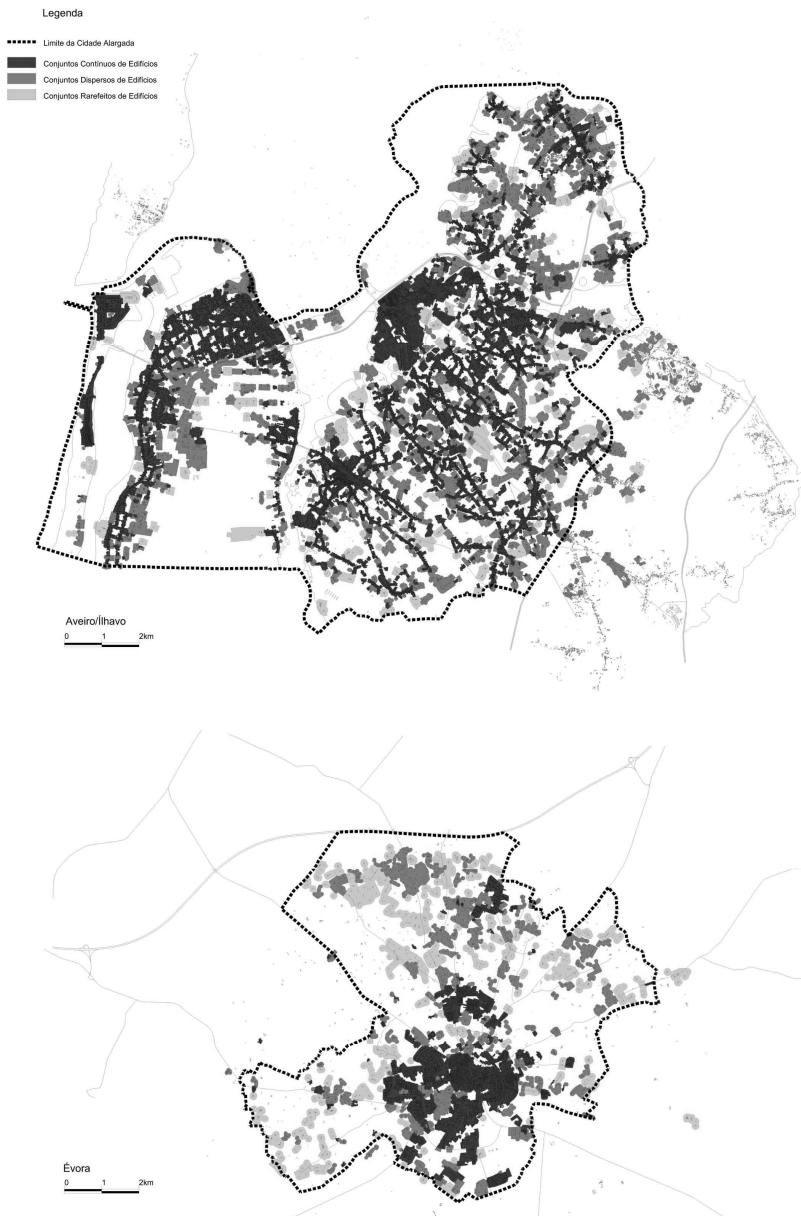 Legenda
Limite da Cidade Alargada
Conjuntos Contínuos de Edifícios
Conjuntos Dispersos de Edifícios
Conjuntos Rarefeitos de Edifícios
Aveiro/Ílhavo
0 1 2km
Évora
0 1 2km